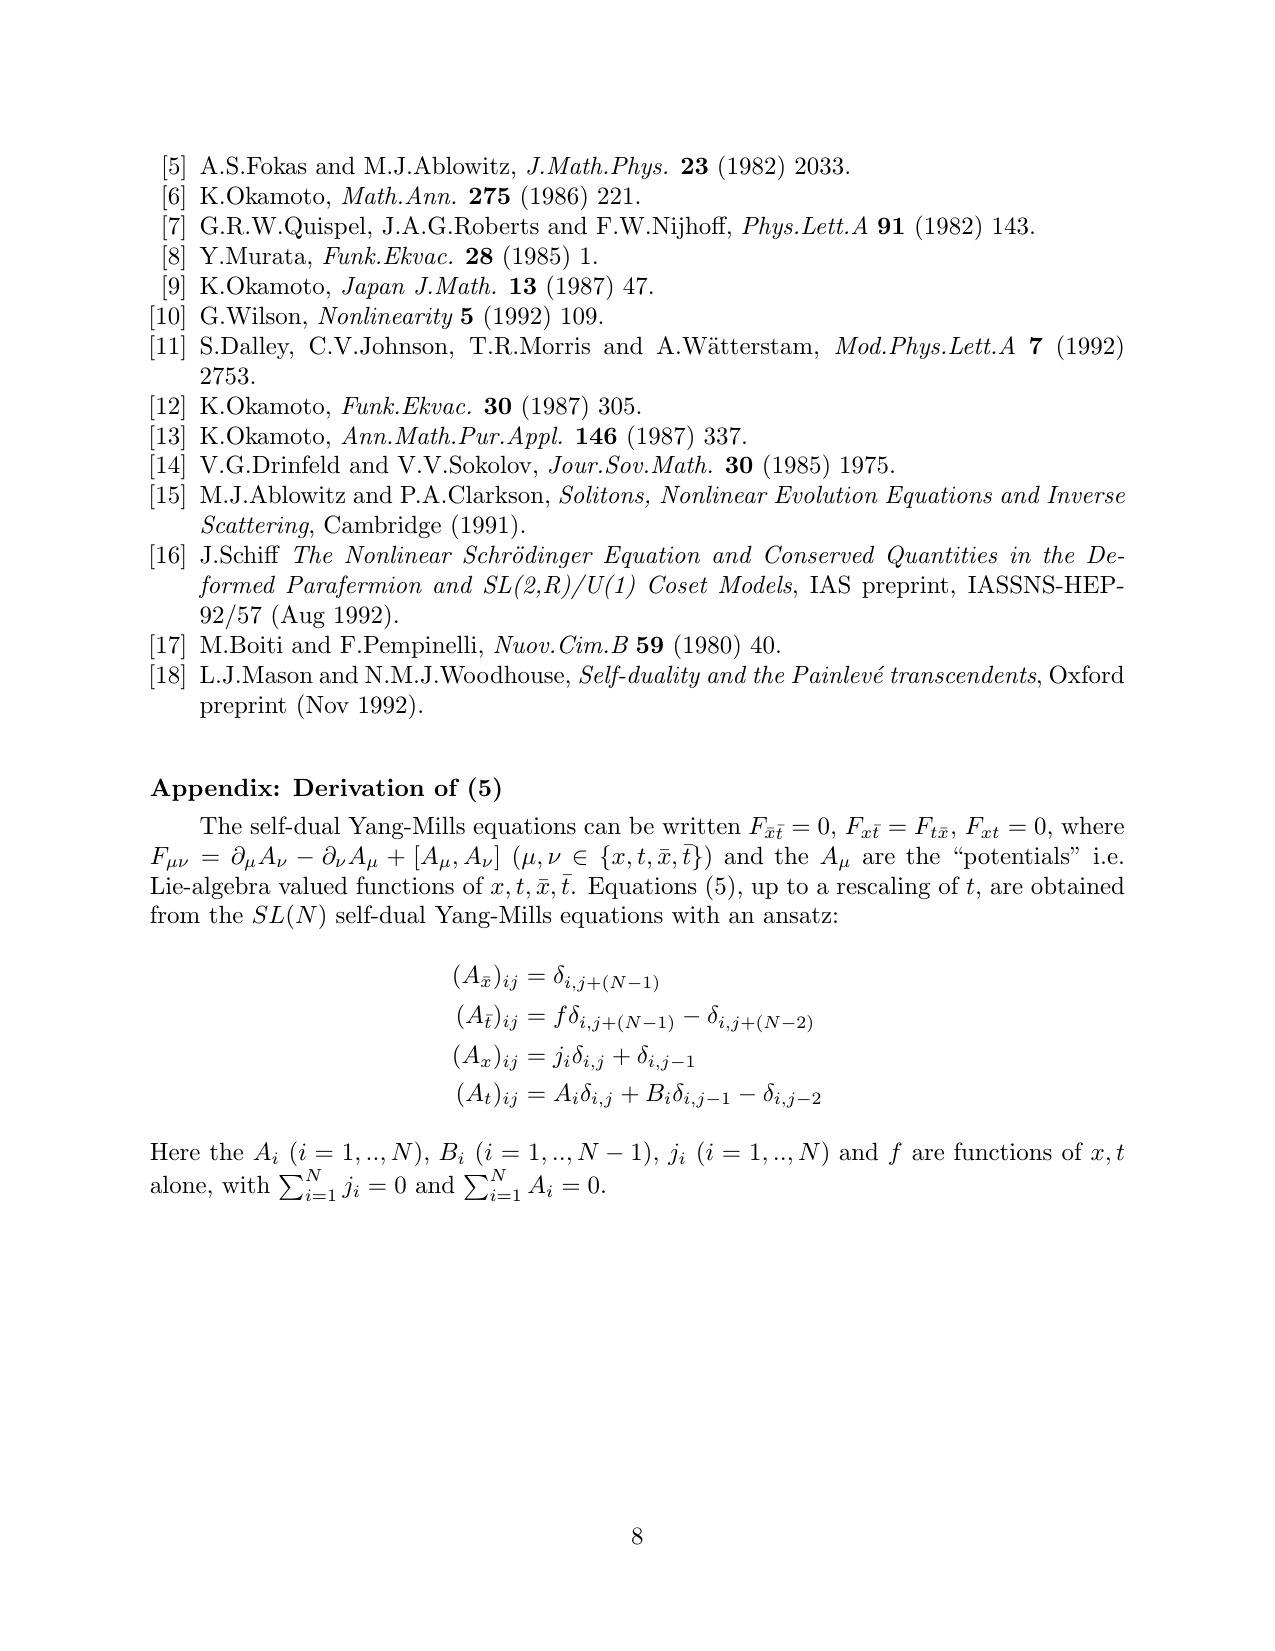 [5] A.S.Fokas and M.J.Ablowitz, J.Math.Phys. 23 (1982) 2033.
[6] K.Okamoto, Math.Ann. 275 (1986) 221.
[7] G.R.W.Quispel, J.A.G.Roberts and F.W.Nijhoff, Phys.Lett.A 91 (1982) 143.
[8] Y.Murata, Funk.Ekvac. 28 (1985) 1.
[9] K.Okamoto, Japan J.Math. 13 (1987) 47.
[10] G.Wilson, Nonlinearity 5 (1992) 109.
[11] S.Dalley, C.V.Johnson, T.R.Morris and A.Wätterstam, Mod.Phys.Lett.A 7 (1992)
2753.
[12] K.Okamoto, Funk.Ekvac. 30 (1987) 305.
[13] K.Okamoto, Ann.Math.Pur.Appl. 146 (1987) 337.
[14] V.G.Drinfeld and V.V.Sokolov, Jour.Sov.Math. 30 (1985) 1975.
[15] M.J.Ablowitz and P.A.Clarkson, Solitons, Nonlinear Evolution Equations and Inverse
Scattering, Cambridge (1991).
[16] J.Schiff The Nonlinear Schrödinger Equation and Conserved Quantities in the De-
formed Parafermion and SL(2,R)/U(1) Coset Models, IAS preprint, IASSNS-HEP-
92/57 (Aug 1992).
[17] M.Boiti and F.Pempinelli, Nuov.Cim.B 59 (1980) 40.
[18] L.J.Mason and N.M.J.Woodhouse, Self-duality and the Painlevé transcendents, Oxford
preprint (Nov 1992).
Appendix: Derivation of (5)
The self-dual Yang-Mills equations can be written $F_{\bar{x}\bar{t}} = 0$, $F_{x\bar{t}} = F_{t\bar{x}}$, $F_{xt} = 0$, where
$F_{\mu\nu} = \partial_\mu A_\nu - \partial_\nu A_\mu + [A_\mu, A_\nu]$ ($\mu, \nu \in \{x, t, \bar{x}, \bar{t}\}$) and the $A_\mu$ are the “potentials” i.e.
Lie-algebra valued functions of $x, t, \bar{x}, \bar{t}$. Equations (5), up to a rescaling of $t$, are obtained
from the $SL(N)$ self-dual Yang-Mills equations with an ansatz:
$(A_{\bar{x}})_{ij} = \delta_{i,j+(N-1)}$
$(A_{\bar{t}})_{ij} = f\delta_{i,j+(N-1)} - \delta_{i,j+(N-2)}$
$(A_x)_{ij} = j_i\delta_{i,j} + \delta_{i,j-1}$
$(A_t)_{ij} = A_i\delta_{i,j} + B_i\delta_{i,j-1} - \delta_{i,j-2}$
Here the $A_i$ ($i = 1, .., N$), $B_i$ ($i = 1, .., N - 1$), $j_i$ ($i = 1, .., N$) and $f$ are functions of $x, t$
alone, with $\sum_{i=1}^{N} j_i = 0$ and $\sum_{i=1}^{N} A_i = 0$.
8